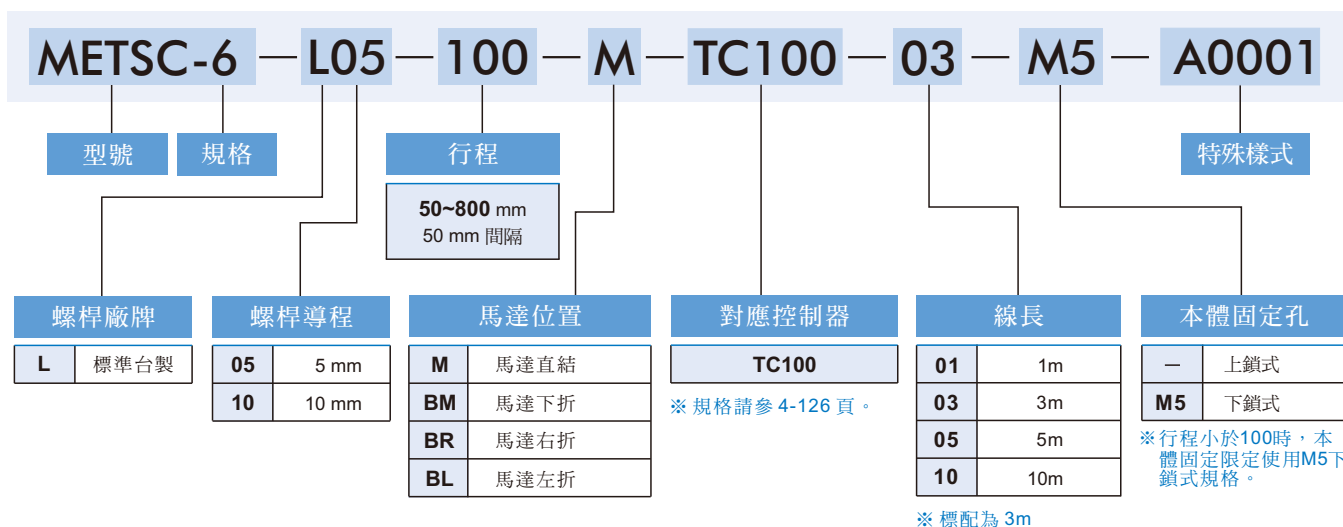 METSC-6 — L05 — 100 — M — TC100 — 03 — M5 — A0001
型號
規格
行程
50~800 mm
50 mm 間隔
特殊樣式
螺桿廠牌
L 標準台製
螺桿導程
05 5 mm
10 10 mm
馬達位置
M 馬達直結
BM 馬達下折
BR 馬達右折
BL 馬達左折
對應控制器
TC100
※ 規格請參 4-126 頁。
線長
01 1m
03 3m
05 5m
10 10m
※ 標配為 3m
本體固定孔
— 上鎖式
M5 下鎖式
※行程小於100時，本
體固定限定使用M5下
鎖式規格。